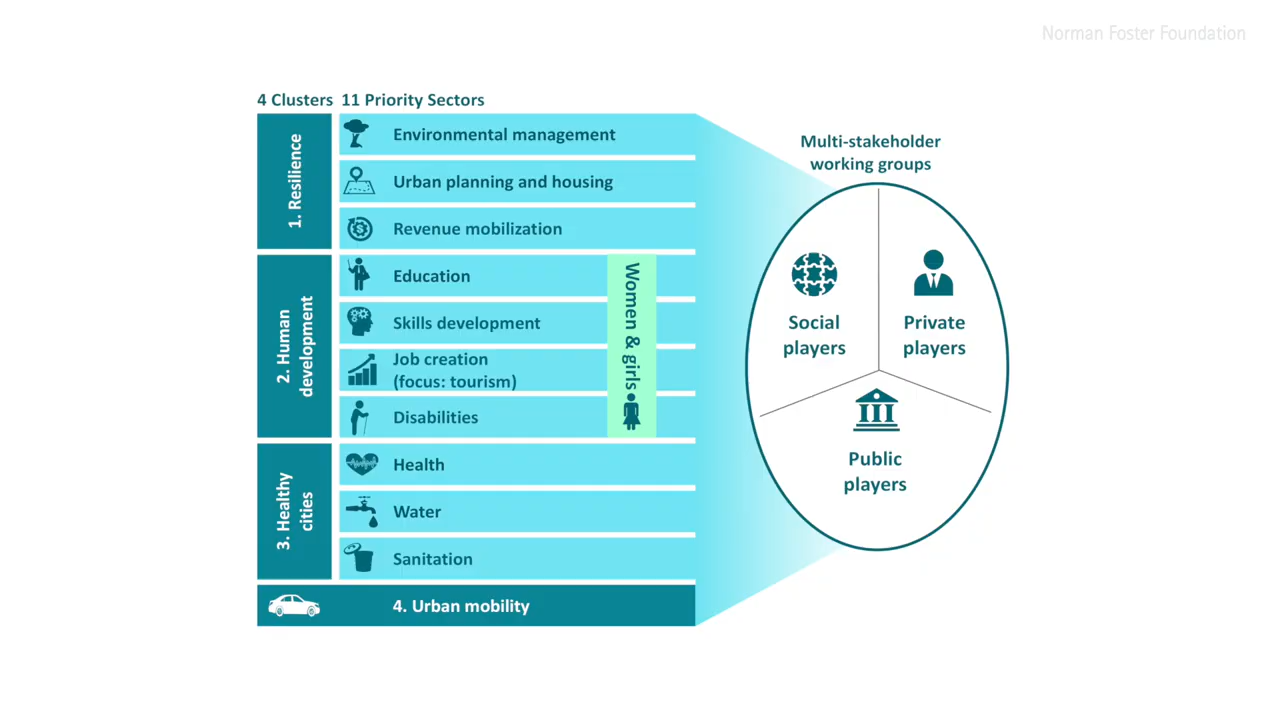 Norman Foster Foundation
4 Clusters
11 Priority Sectors
1. Resilience
Environmental management
Urban planning and housing
Revenue mobilization
2. Human
development
Education
Skills development
Job creation
(focus: tourism)
Disabilities
Women & girls
3. Healthy
cities
Health
Water
Sanitation
4. Urban mobility
Multi-stakeholder
working groups
Social
players
Private
players
Public
players